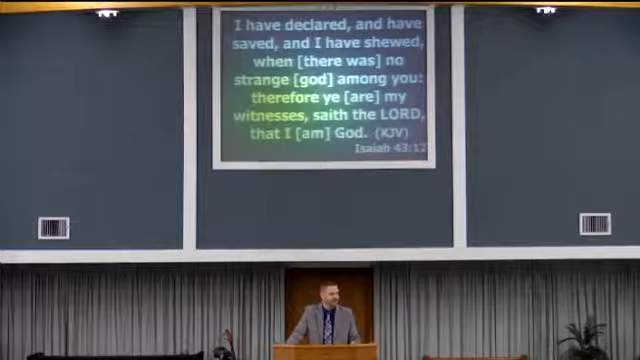 I have declared, and have
saved, and I have shewed,
when [there was] no
strange [god] among you:
therefore ye [are] my
witnesses, saith the LORD,
that I [am] God. (KJV)
Isaiah 43:12